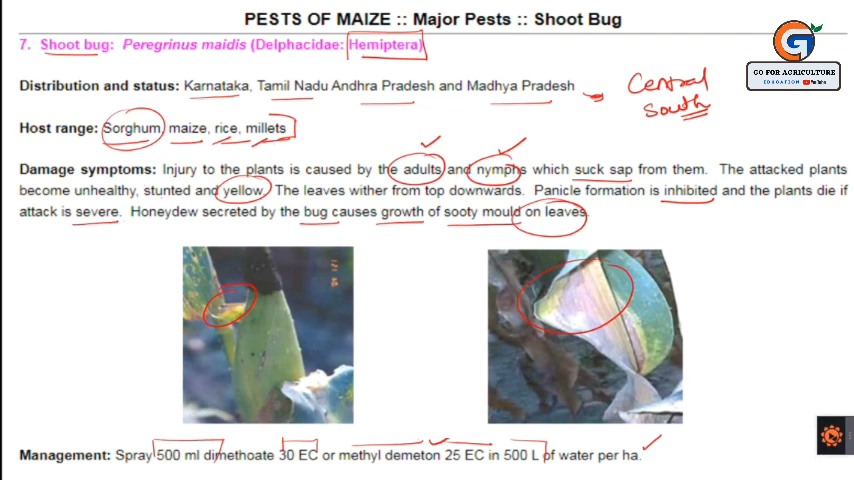 PESTS OF MAIZE :: Major Pests :: Shoot Bug
7. Shoot bug: Peregrinus maidis (Delphacidae: Hemiptera)
GO FOR AGRICULTURE
EDUCATION YouTube
Distribution and status: Karnataka, Tamil Nadu Andhra Pradesh and Madhya Pradesh
Central
South
Host range: Sorghum, maize, rice, millets
Damage symptoms: Injury to the plants is caused by the adults and nymphs which suck sap from them. The attacked plants
become unhealthy, stunted and yellow. The leaves wither from top downwards. Panicle formation is inhibited and the plants die if
attack is severe. Honeydew secreted by the bug causes growth of sooty mould on leaves.
Management: Spray 500 ml dimethoate 30 EC or methyl demeton 25 EC in 500 L of water per ha.